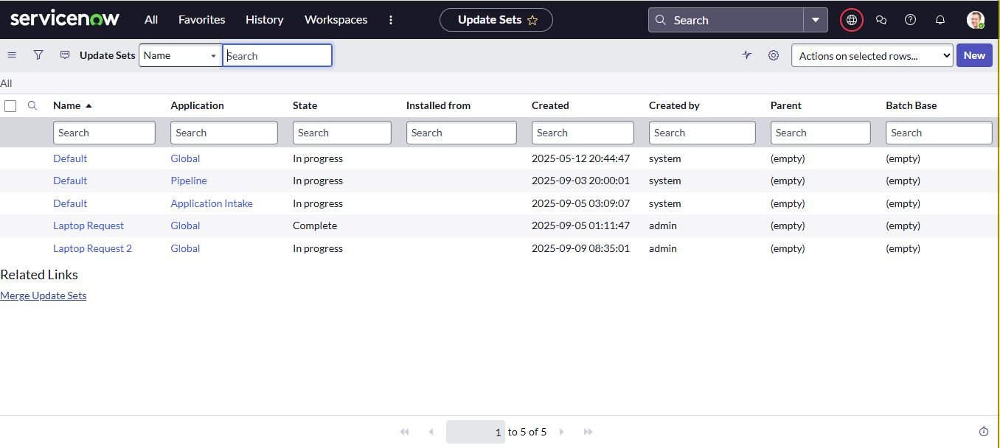 servicenow All Favorites History Workspaces Update Sets Search
Update Sets Name Search Actions on selected rows... New
All
Name Application State Installed from Created Created by Parent Batch Base
Search Search Search Search Search Search Search Search
Default Global In progress 2025-05-12 20:44:47 system (empty) (empty)
Default Pipeline In progress 2025-09-03 20:00:01 system (empty) (empty)
Default Application Intake In progress 2025-09-05 03:09:07 system (empty) (empty)
Laptop Request Global Complete 2025-09-05 01:11:47 admin (empty) (empty)
Laptop Request 2 Global In progress 2025-09-09 08:35:01 admin (empty) (empty)
Related Links
Merge Update Sets
1 to 5 of 5